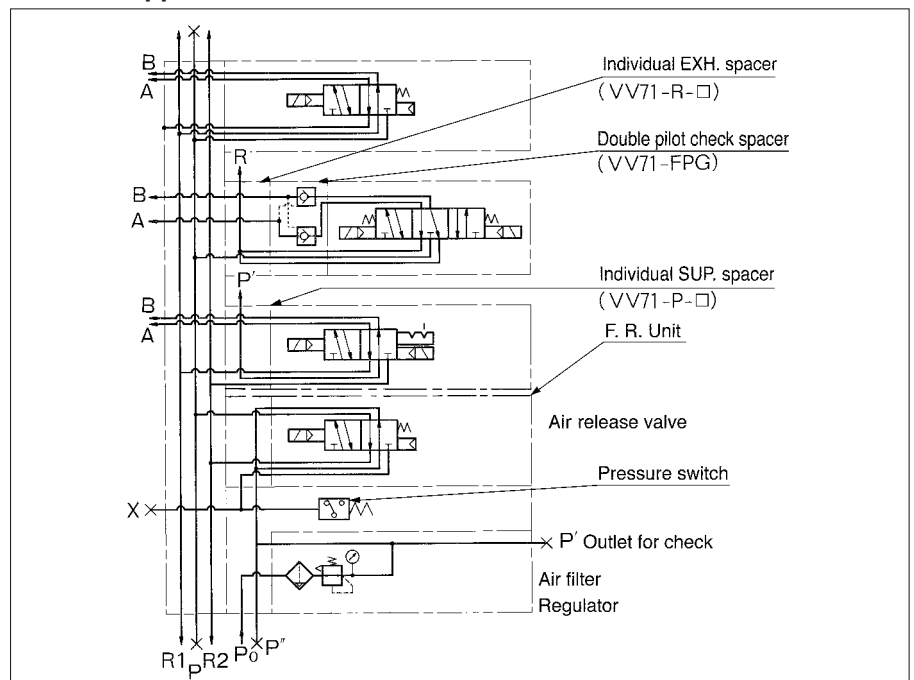 B
A
Individual EXH. spacer
(VV71-R-□)
R
Double pilot check spacer
(VV71-FPG)
B
A
P'
Individual SUP. spacer
(VV71-P-□)
B
A
F. R. Unit
Air release valve
Pressure switch
X
P' Outlet for check
Air filter
Regulator
R1 P R2 P0 P"